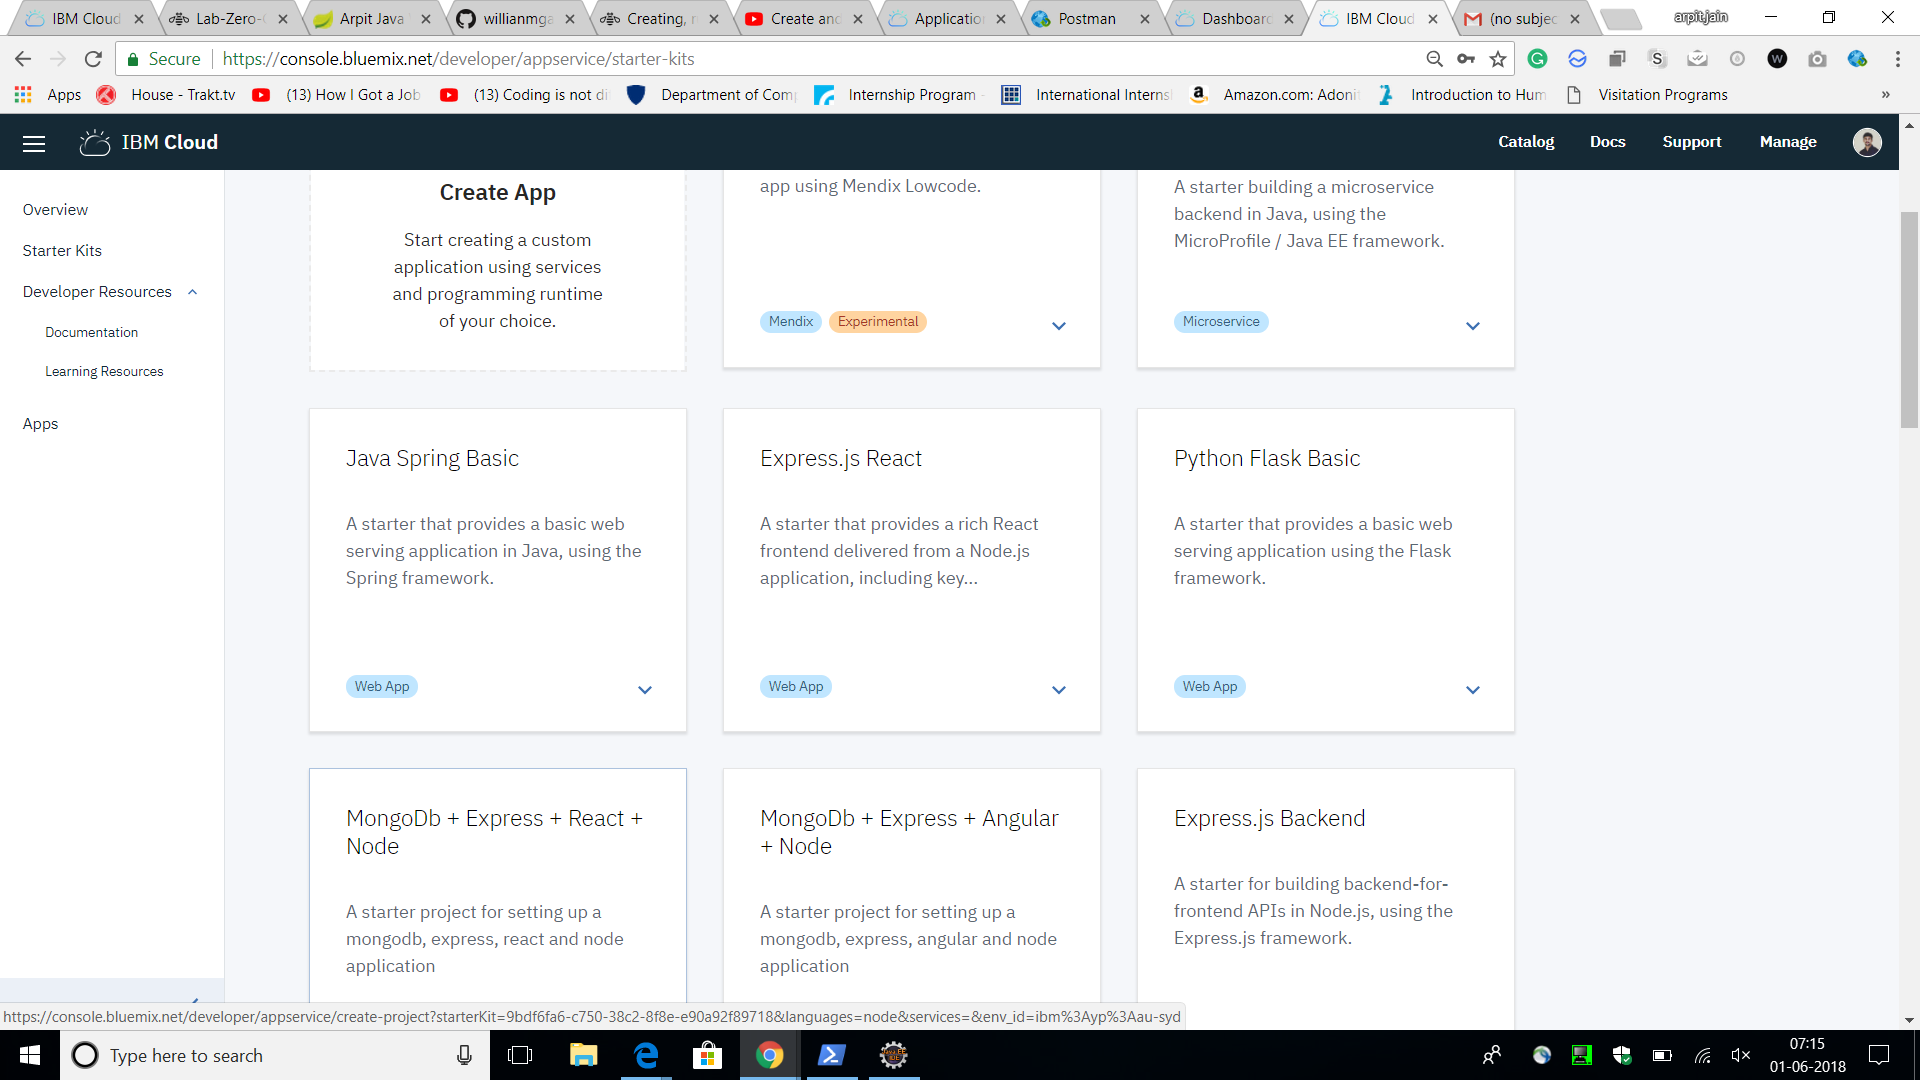 IBM Cloud
Lab-Zero-
Arpit Java
willianmga
Creating, r
Create and
Application
Postman
Dashboard
IBM Cloud
(no subjec
arpitjain
Secure
https://console.bluemix.net/developer/appservice/starter-kits
Apps
House - Trakt.tv
(13) How I Got a Job
(13) Coding is not di
Department of Comp
Internship Program -
International Interns
Amazon.com: Adonit
Introduction to Hum
Visitation Programs
»
IBM Cloud
Catalog
Docs
Support
Manage
Overview
Starter Kits
Developer Resources
Documentation
Learning Resources
Apps
Create App
Start creating a custom
application using services
and programming runtime
of your choice.
app using Mendix Lowcode.
Mendix
Experimental
A starter building a microservice
backend in Java, using the
MicroProfile / Java EE framework.
Microservice
Java Spring Basic
A starter that provides a basic web
serving application in Java, using the
Spring framework.
Web App
Express.js React
A starter that provides a rich React
frontend delivered from a Node.js
application, including key...
Web App
Python Flask Basic
A starter that provides a basic web
serving application using the Flask
framework.
Web App
MongoDb + Express + React +
Node
A starter project for setting up a
mongodb, express, react and node
application
MongoDb + Express + Angular
+ Node
A starter project for setting up a
mongodb, express, angular and node
application
Express.js Backend
A starter for building backend-for-
frontend APIs in Node.js, using the
Express.js framework.
https://console.bluemix.net/developer/appservice/create-project?starterKit=9bdf6fa6-c750-38c2-8f8e-e90a92f89718&languages=node&services=&env_id=ibm%3Ayp%3Aau-syd
Type here to search
07:15
01-06-2018